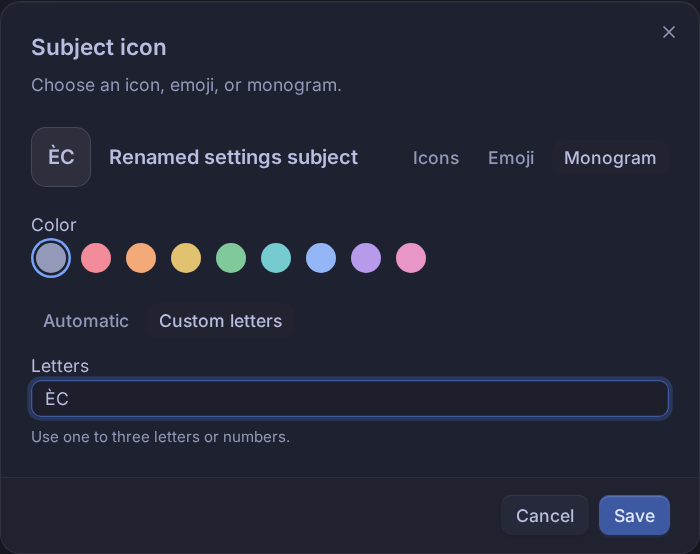 Subject icon
Choose an icon, emoji, or monogram.
ÈC
Renamed settings subject
Icons Emoji Monogram
Color
Automatic Custom letters
Letters
ÈC
Use one to three letters or numbers.
Cancel Save